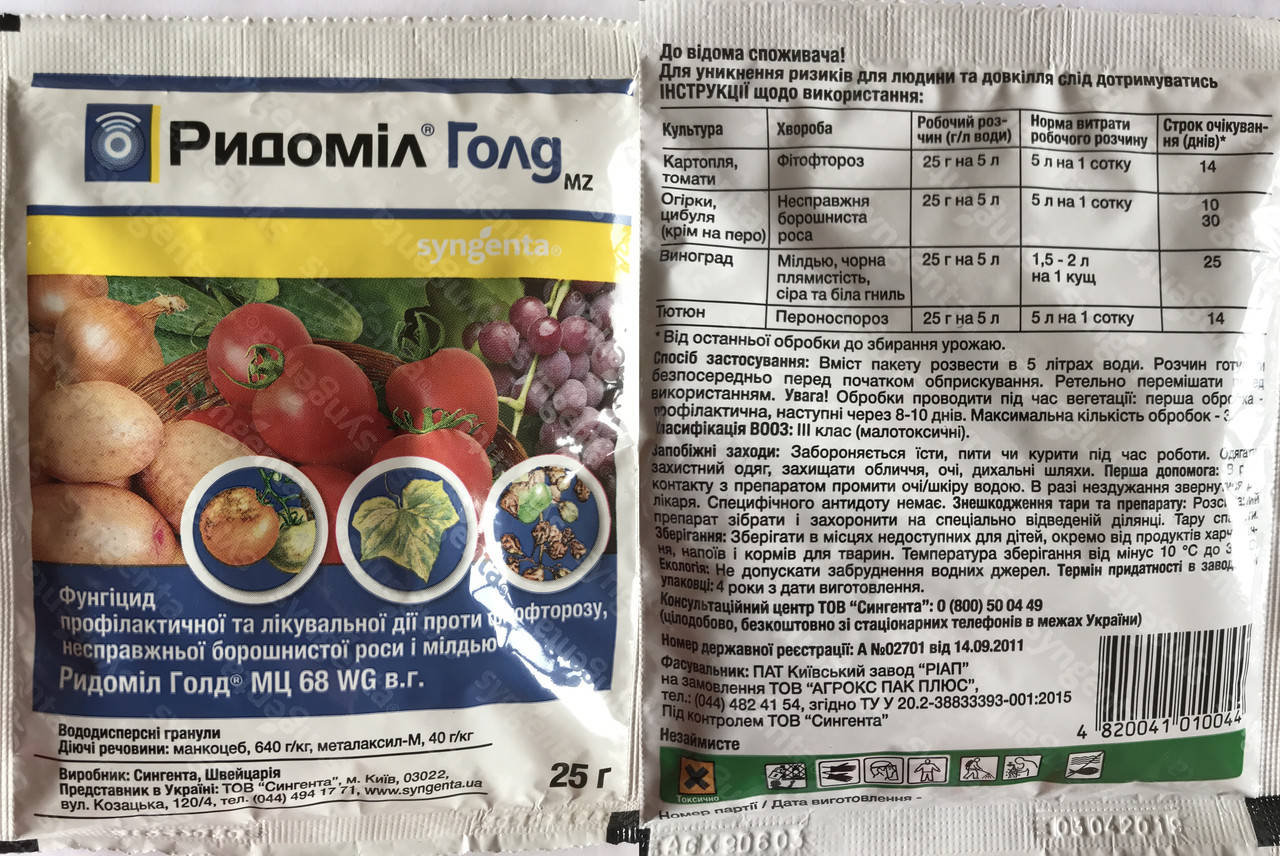 Ридоміл® Голд MZ
syngenta®
Фунгіцид
профілактичної та лікувальної дії проти фітофторозу,
несправжньої борошнистої роси і мілдью
Ридоміл Голд® МЦ 68 WG в.г.
Вододисперсні гранули
Діючі речовини: манкоцеб, 640 г/кг, металаксил-М, 40 г/кг
Виробник: Сингента, Швейцарія
Представник в Україні: ТОВ "Сингента", м. Київ, 03022,
вул. Козацька, 120/4, тел. (044) 494 17 71, www.syngenta.ua
25 г
До відома споживача!
Для уникнення ризиків для людини та довкілля слід дотримуватись
ІНСТРУКЦІЇ щодо використання:
Культура Хвороба Робочий роз- Норма витрати Строк очікуван-
чин (г/л води) робочого розчину ня (днів)*
Картопля, Фітофтороз 25 г на 5 л 5 л на 1 сотку 14
томати
Огірки, Несправжня 25 г на 5 л 5 л на 1 сотку 10
цибуля борошниста 30
(крім на перо) роса
Виноград Мілдью, чорна 25 г на 5 л 1,5 - 2 л 25
плямистість, на 1 кущ
сіра та біла гниль
Тютюн Пероноспороз 25 г на 5 л 5 л на 1 сотку 14
* Від останньої обробки до збирання урожаю.
Спосіб застосування: Вміст пакету розвести в 5 літрах води. Розчин
безпосередньо перед початком обприскування. Ретельно перемішати
використанням. Увага! Обробки проводити під час вегетації: перша
профілактична, наступні через 8-10 днів. Максимальна кількість обробок - 3.
Класифікація ВООЗ: III клас (малотоксичні).
Запобіжні заходи: Забороняється їсти, пити чи курити під час роботи.
захистний одяг, захищати обличчя, очі, дихальні шляхи. Перша допомога:
контакту з препаратом промити очі/шкіру водою. В разі нездужання
лікаря. Специфічного антидоту немає. Знешкодження тари та препарату:
препарат зібрати і захоронити на спеціально відведеній ділянці. Тару
Зберігання: Зберігати в місцях недоступних для дітей, окремо від продуктів
ня, напоїв і кормів для тварин. Температура зберігання від мінус 10 °С до
Екологія: Не допускати забруднення водних джерел. Термін придатності в
упаковці: 4 роки з дати виготовлення.
Консультаційний центр ТОВ "Сингента": 0 (800) 50 04 49
(цілодобово, безкоштовно зі стаціонарних телефонів в межах України)
Номер державної реєстрації: А №02701 від 14.09.2011
Фасувальник: ПАТ Київський завод "РІАП"
на замовлення ТОВ "АГРОКС ПАК ПЛЮС",
тел.: (044) 482 41 54, згідно ТУ У 20.2-38833393-001:2015
Під контролем ТОВ "Сингента"
4 820041 010044
Незаймисте
Токсично
Номер партії / Дата виготовлення -
AGX90603 03042019